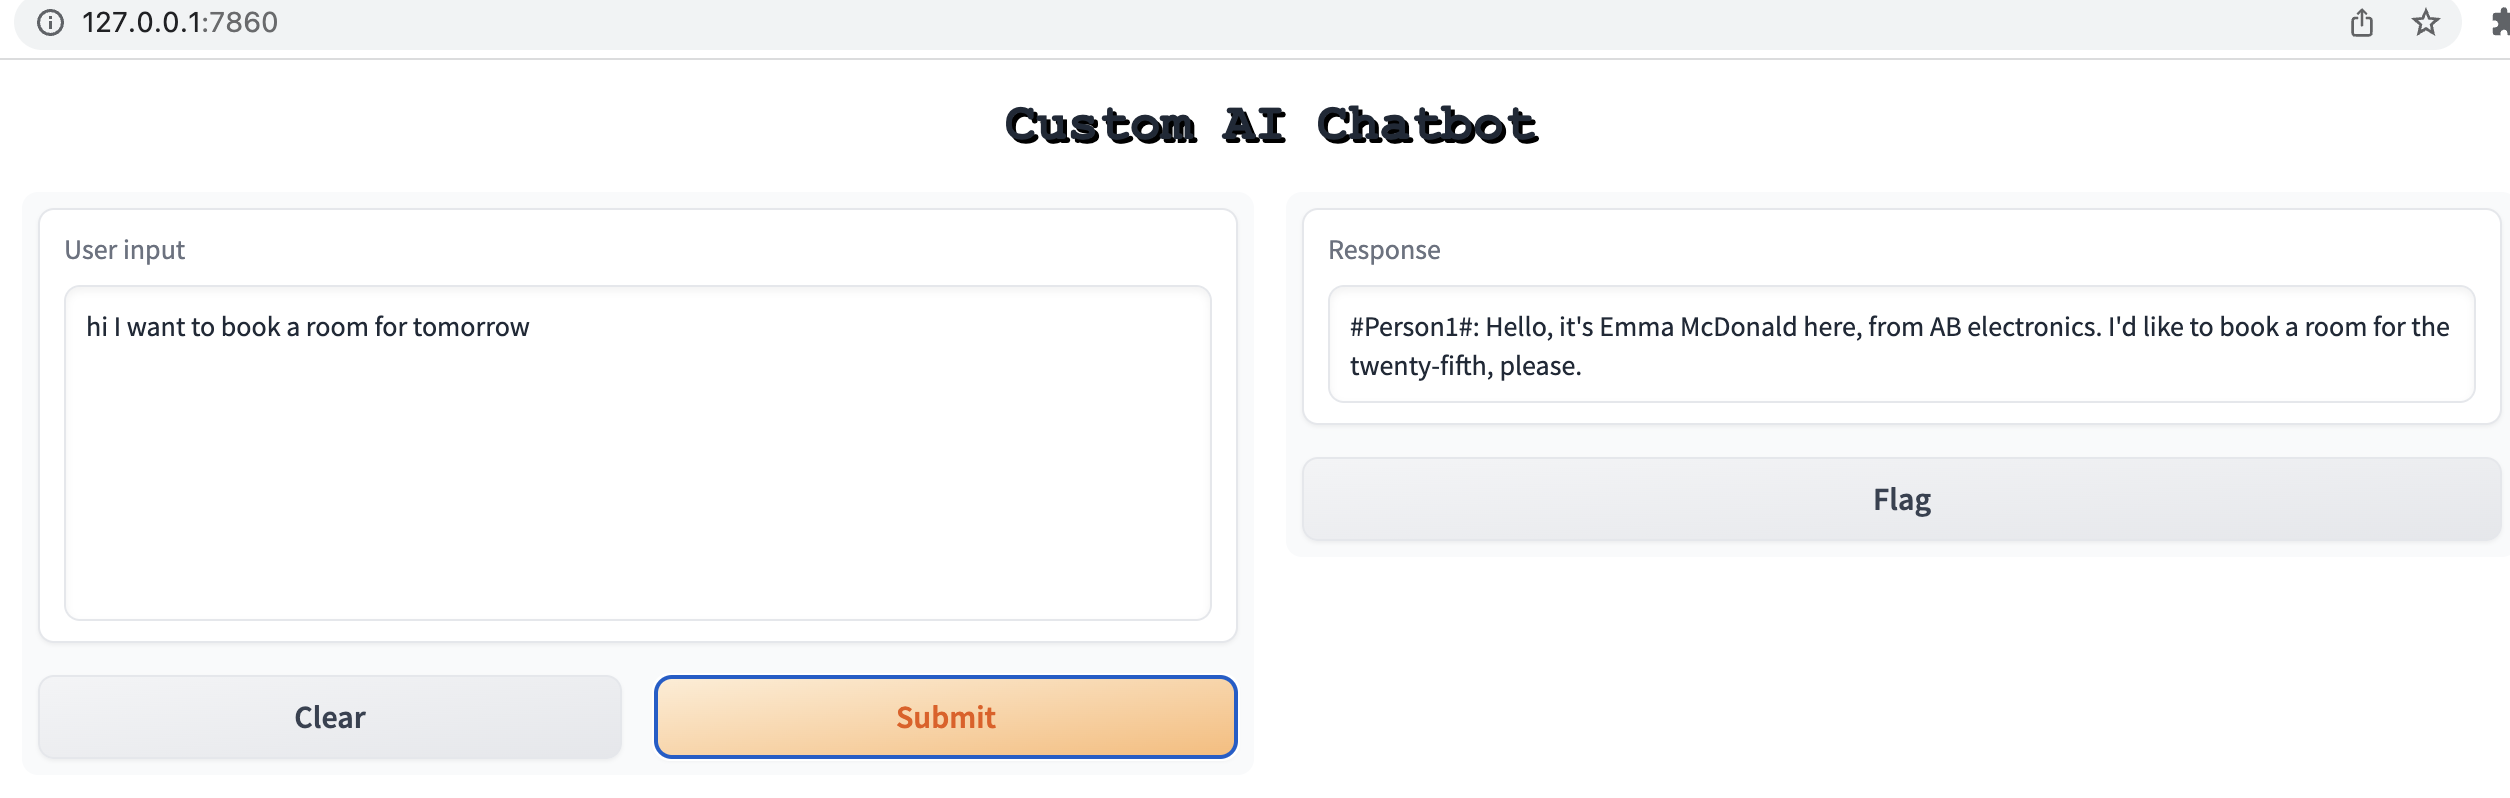 127.0.0.1:7860
Custom AI Chatbot
User input
hi I want to book a room for tomorrow
Clear
Submit
Response
#Person1#: Hello, it's Emma McDonald here, from AB electronics. I'd like to book a room for the
twenty-fifth, please.
Flag